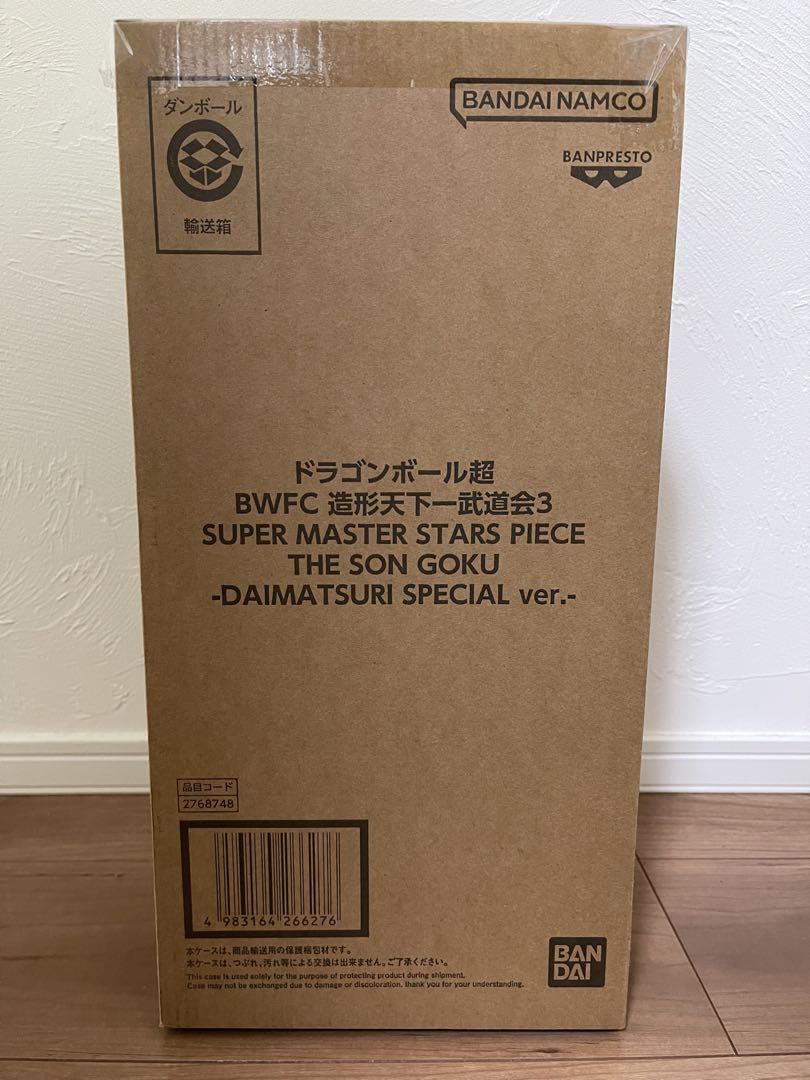 ダンボール
輸送箱
BANDAI NAMCO
BANPRESTO
ドラゴンボール超
BWFC 造形天下一武道会3
SUPER MASTER STARS PIECE
THE SON GOKU
-DAIMATSURI SPECIAL ver.-
品目コード
2768748
4 983164 266276
本ケースは、商品輸送用の保護梱包材です。
本ケースは、つぶれ、汚れ等による交換は出来ません。ご了承ください。
This case is used solely for the purpose of protecting product during shipment.
Case may not be exchanged due to damage or discoloration. thank you for your understanding.
BAN
DAI